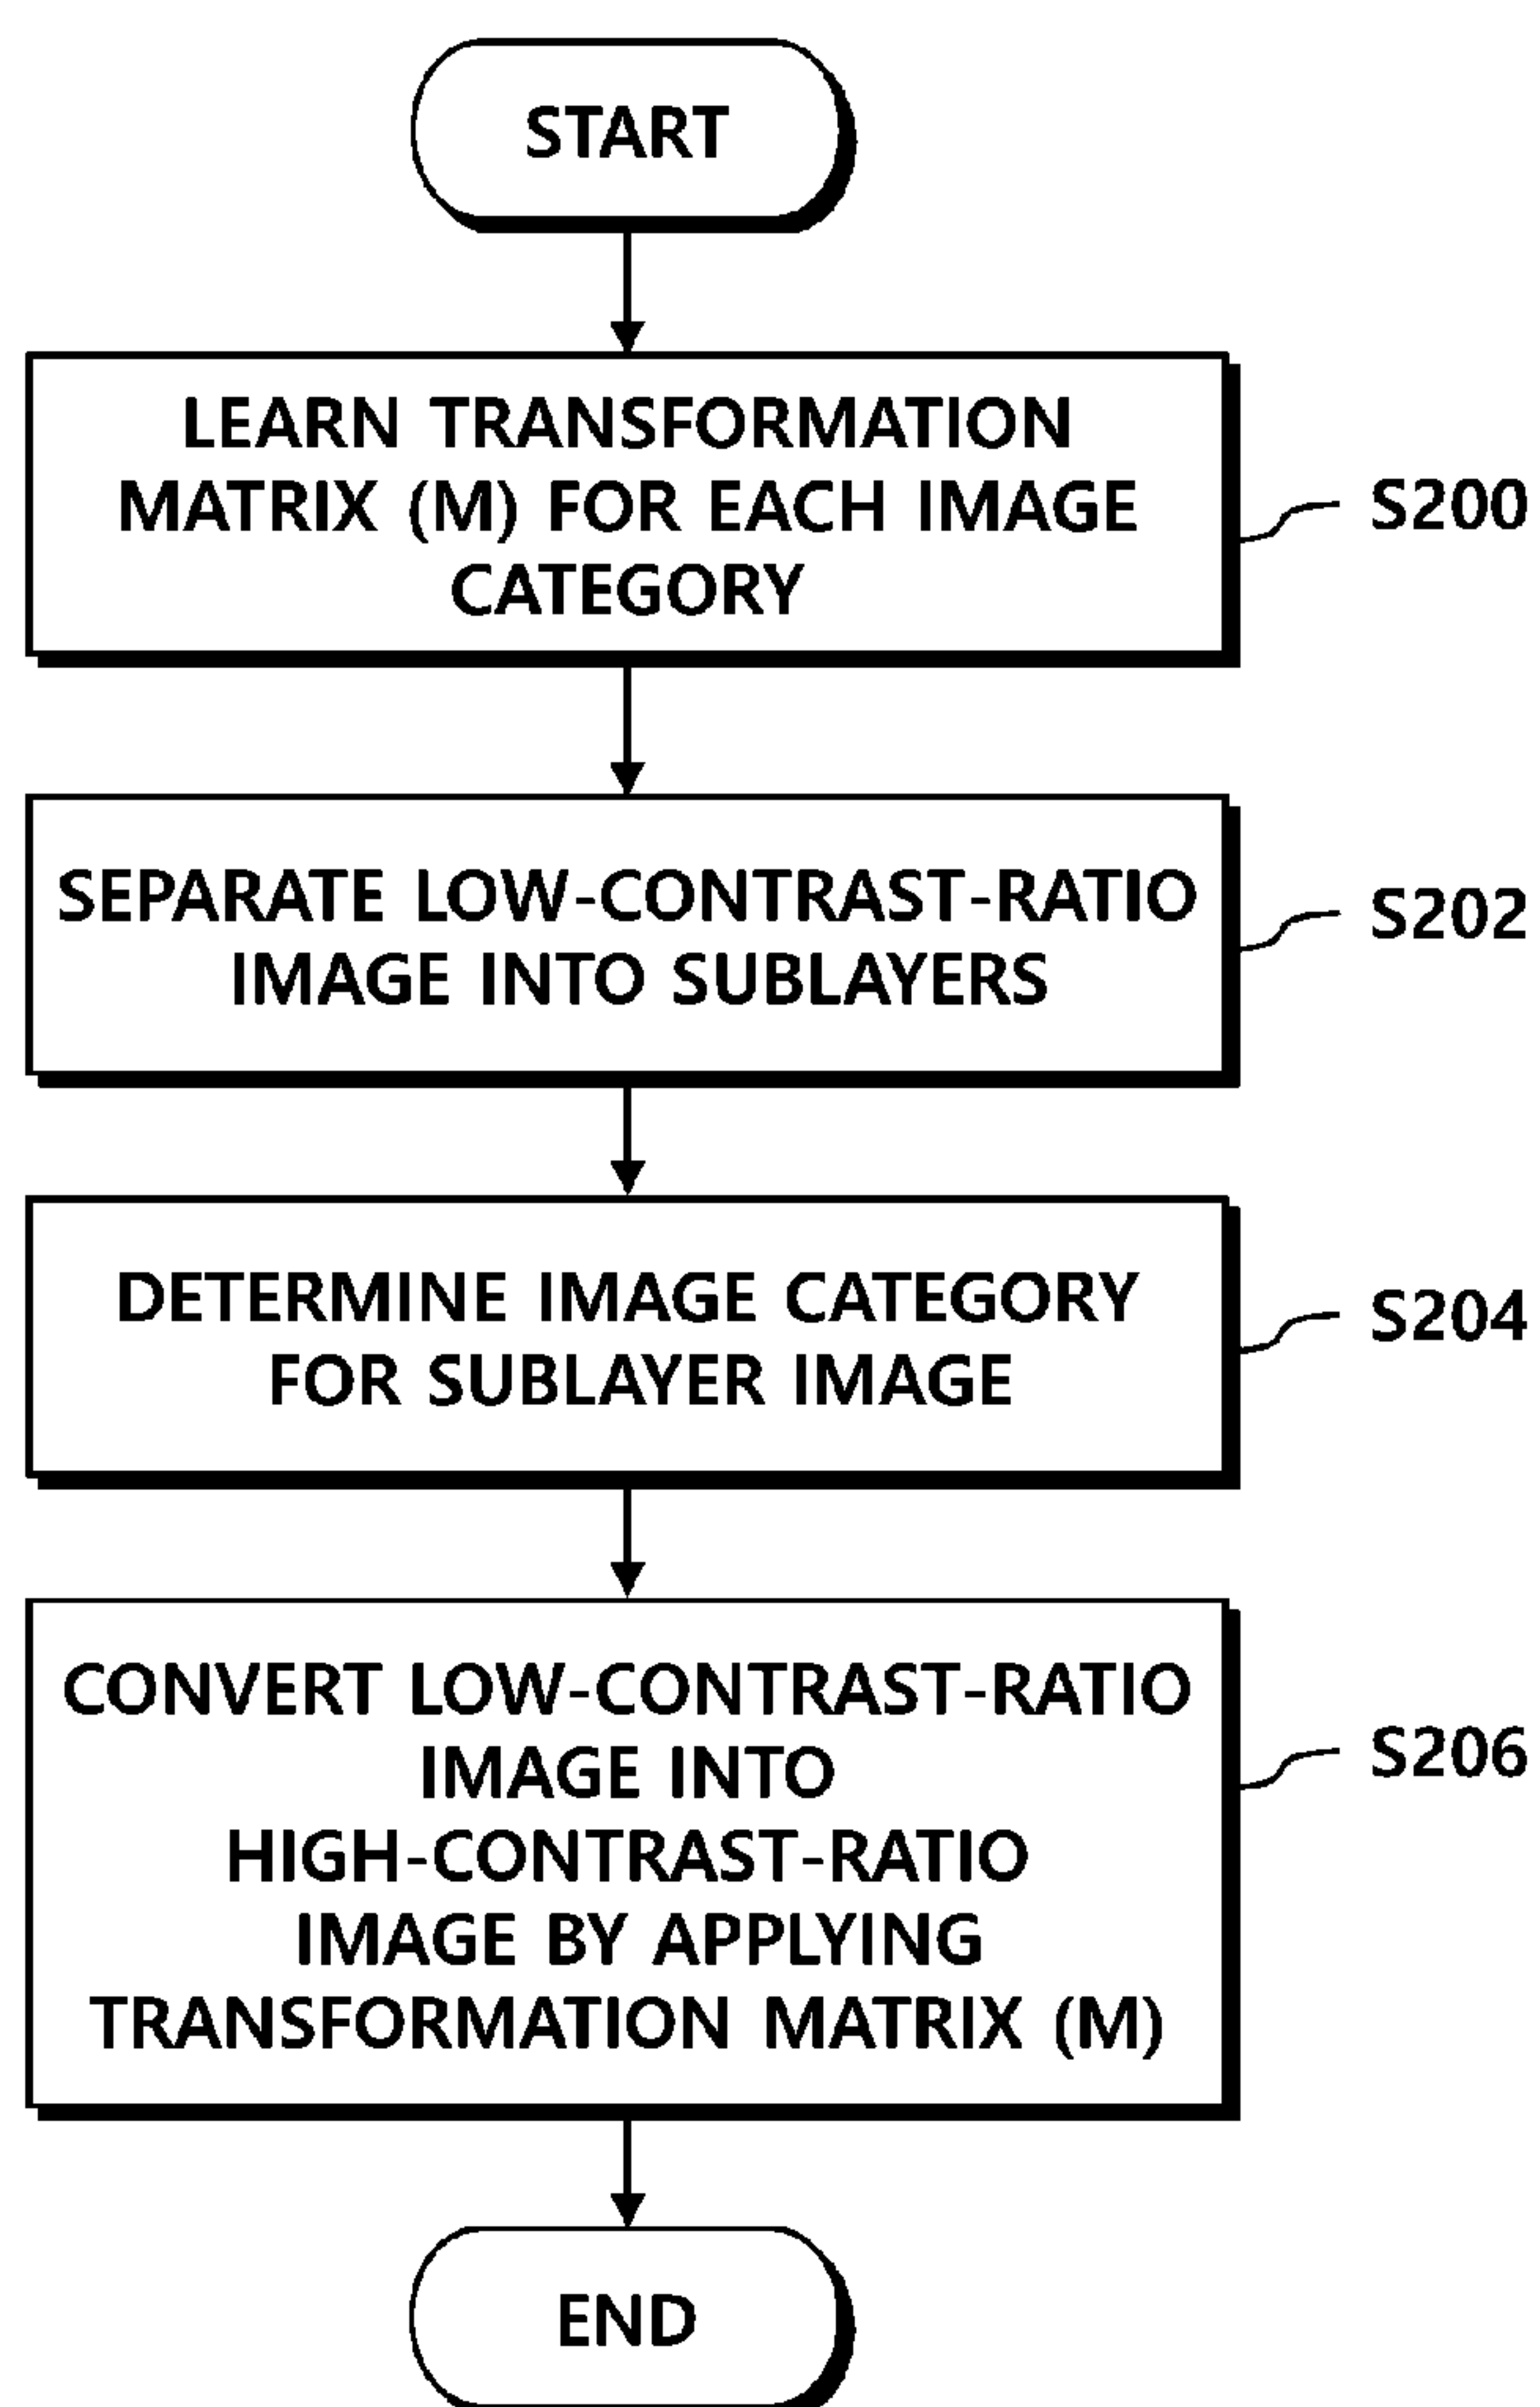 START
LEARN TRANSFORMATION
MATRIX (M) FOR EACH IMAGE
CATEGORY
S200
SEPARATE LOW-CONTRAST-RATIO
IMAGE INTO SUBLAYERS
S202
DETERMINE IMAGE CATEGORY
FOR SUBLAYER IMAGE
S204
CONVERT LOW-CONTRAST-RATIO
IMAGE INTO
HIGH-CONTRAST-RATIO
IMAGE BY APPLYING
TRANSFORMATION MATRIX (M)
S206
END